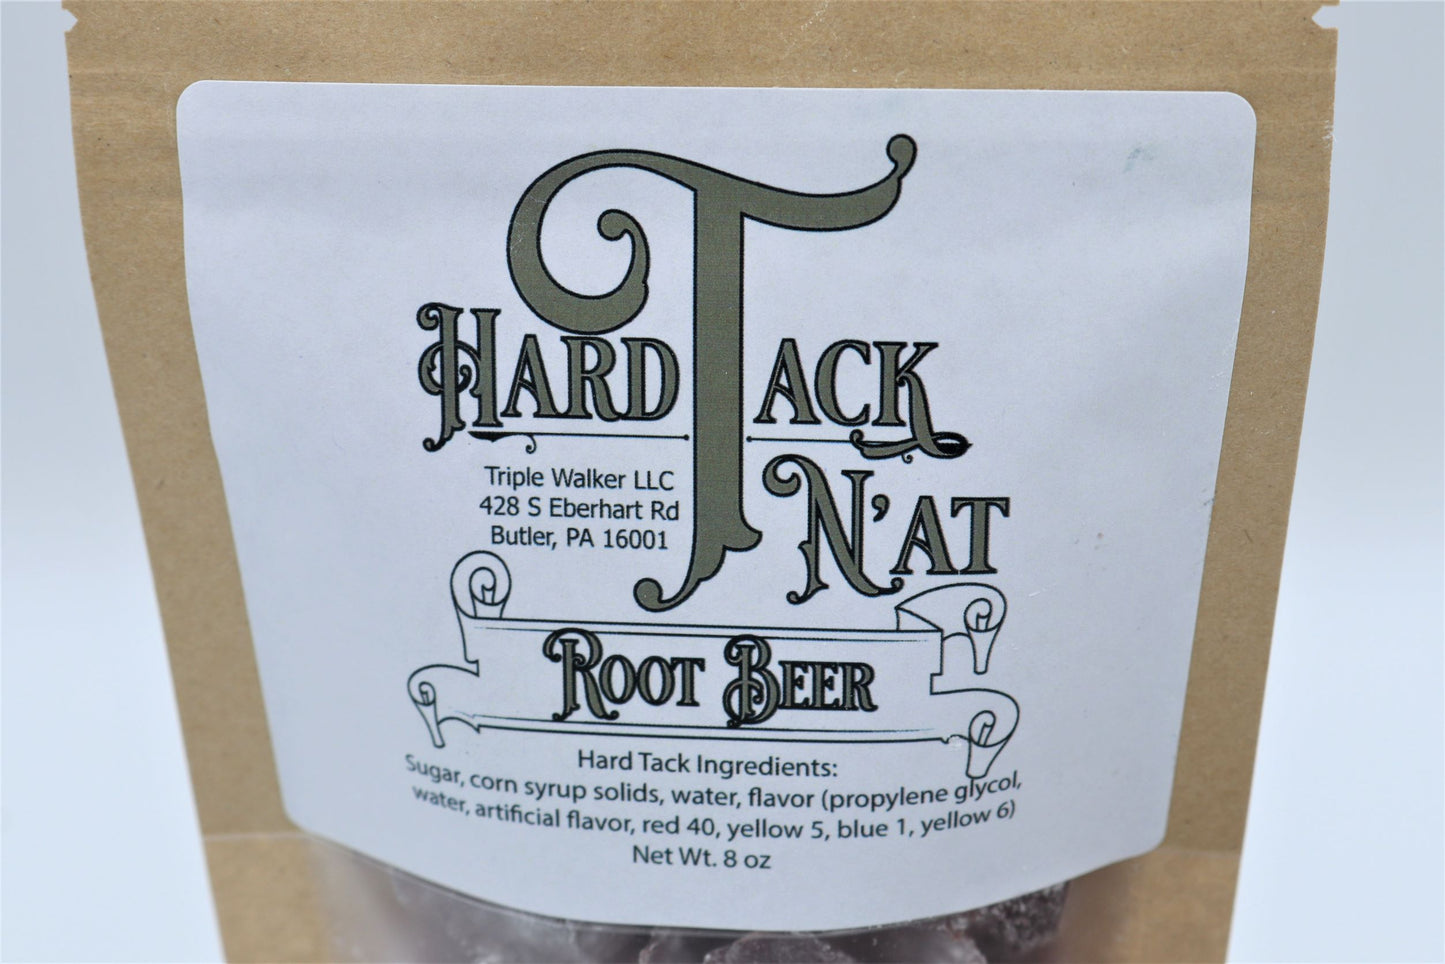 HARD TACK
N'AT
Triple Walker LLC
428 S Eberhart Rd
Butler, PA 16001
ROOT BEER
Hard Tack Ingredients:
Sugar, corn syrup solids, water, flavor (propylene glycol,
water, artificial flavor, red 40, yellow 5, blue 1, yellow 6)
Net Wt. 8 oz